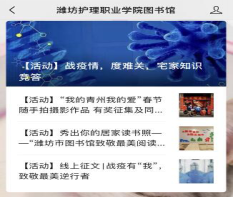 潍坊护理职业学院图书馆
【活动】战疫情，度难关，宅家知识
竟答
【活动】“我的青州我的爱”春节
随手拍摄影作品 有奖征集及同...
【活动】秀出你的居家读书照——
—“潍坊市图书馆致敬最美阅读...
【活动】线上征文|战疫有“我”，
致敬最美逆行者